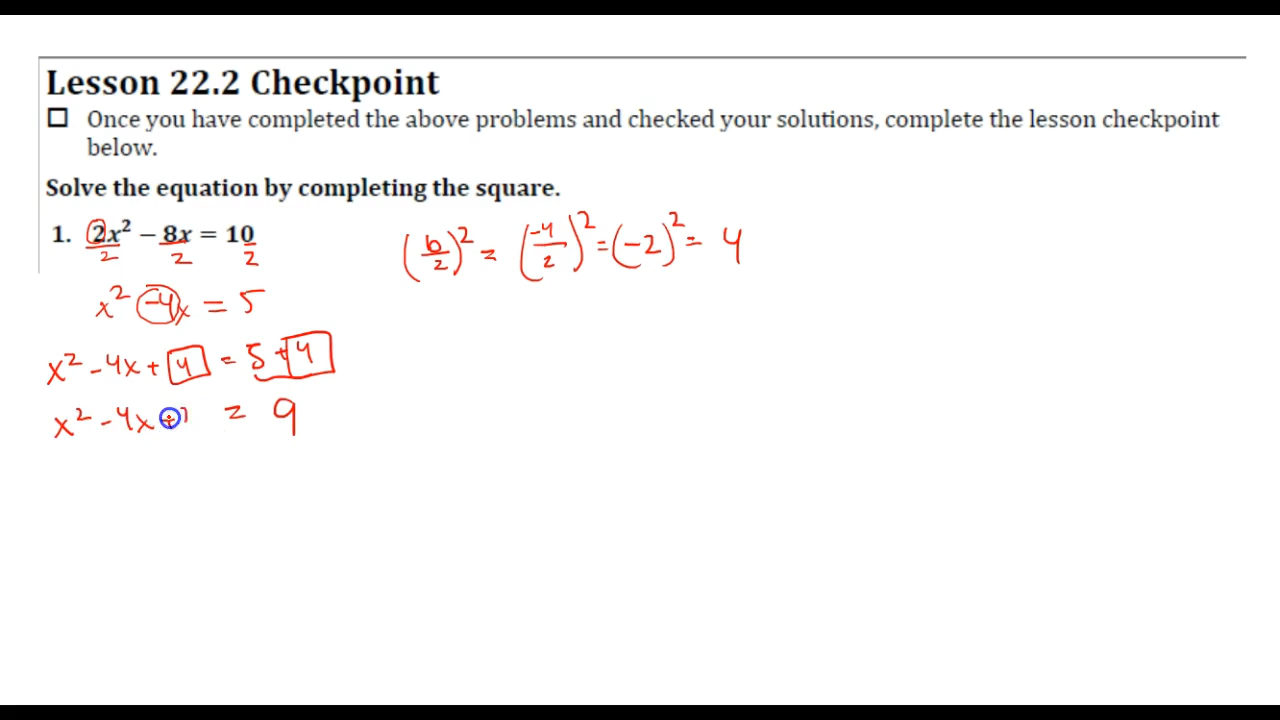 Lesson 22.2 Checkpoint
☐ Once you have completed the above problems and checked your solutions, complete the lesson checkpoint
below.
Solve the equation by completing the square.
1. 2x² − 8x = 10
2 2 2
(b/2)² = (-4/2)² = (-2)² = 4
x² -4x = 5
x² - 4x + 4 = 5 + 4
x² - 4x + = 9